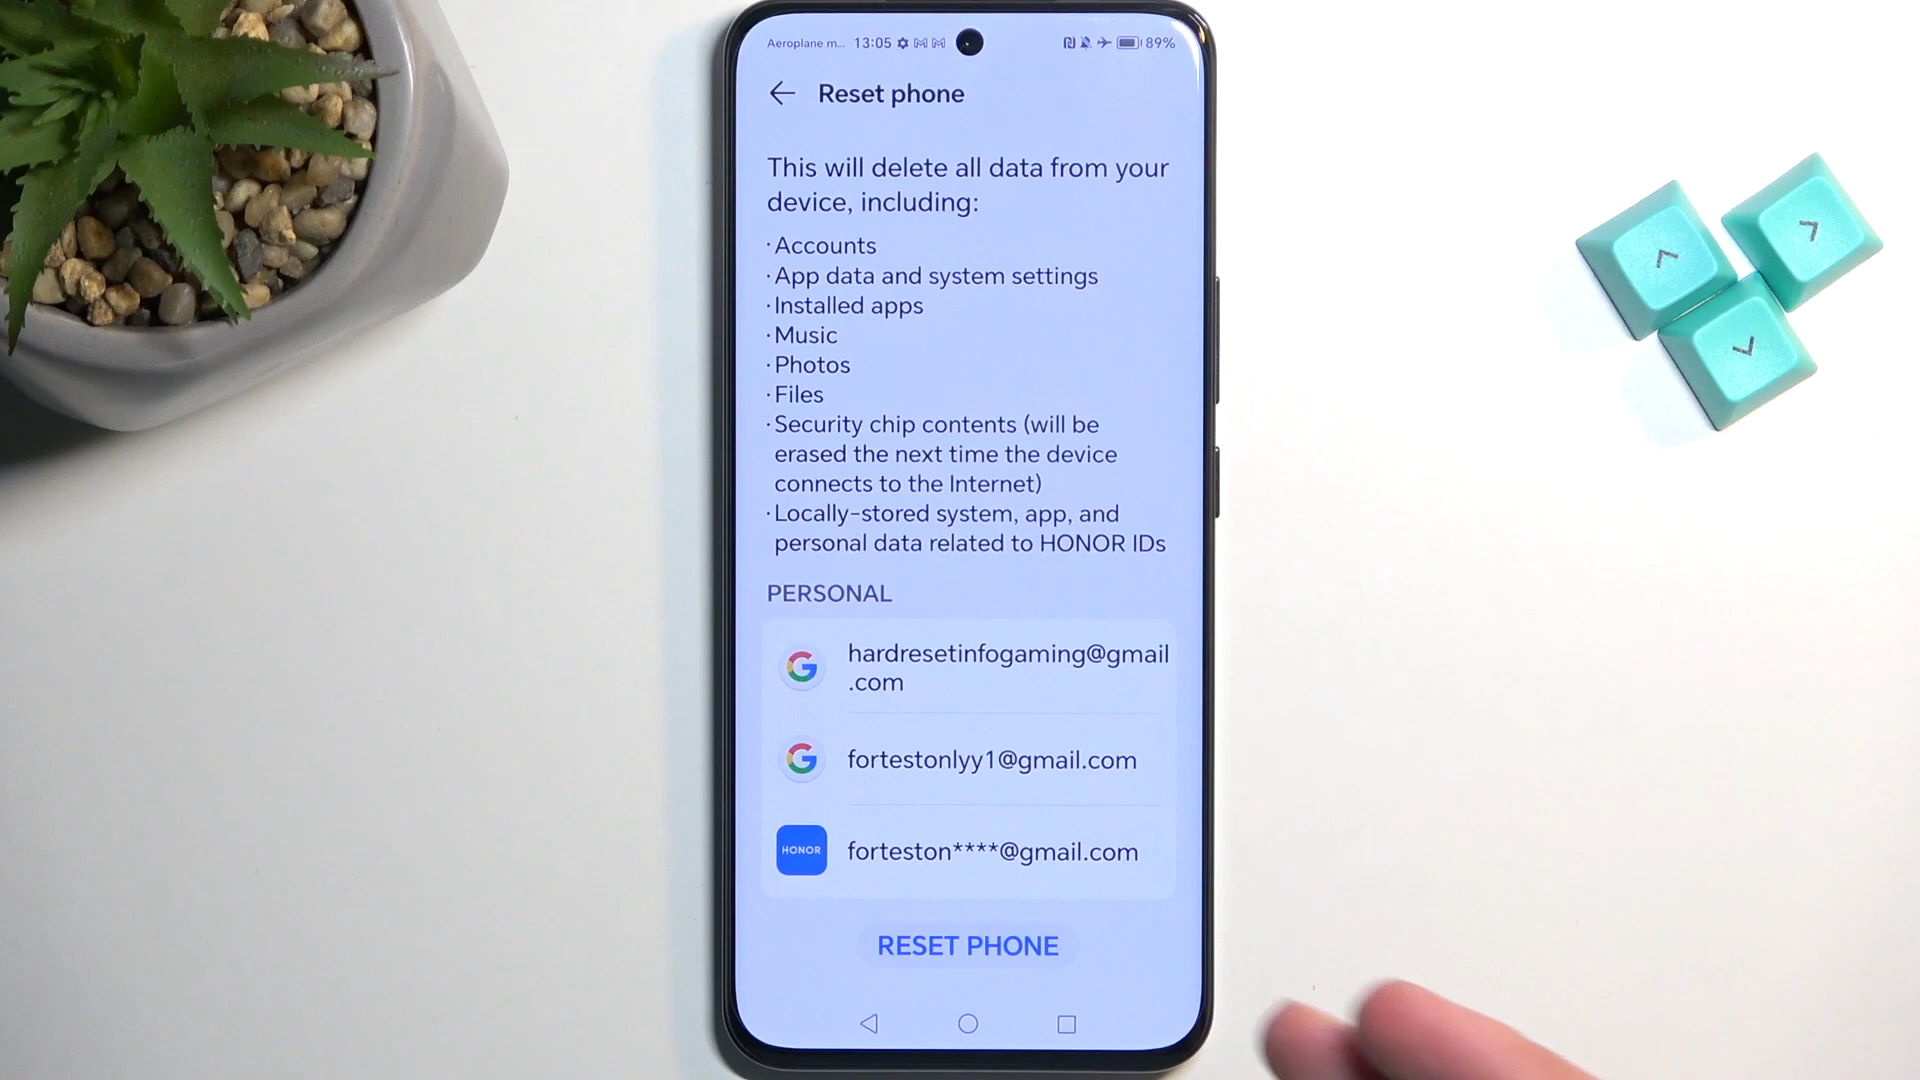 Aeroplane m... 13:05 89%
Reset phone
This will delete all data from your
device, including:
· Accounts
· App data and system settings
· Installed apps
· Music
· Photos
· Files
· Security chip contents (will be
erased the next time the device
connects to the Internet)
· Locally-stored system, app, and
personal data related to HONOR IDs
PERSONAL
hardresetinfogaming@gmail
.com
fortestonlyy1@gmail.com
HONOR forteston****@gmail.com
RESET PHONE